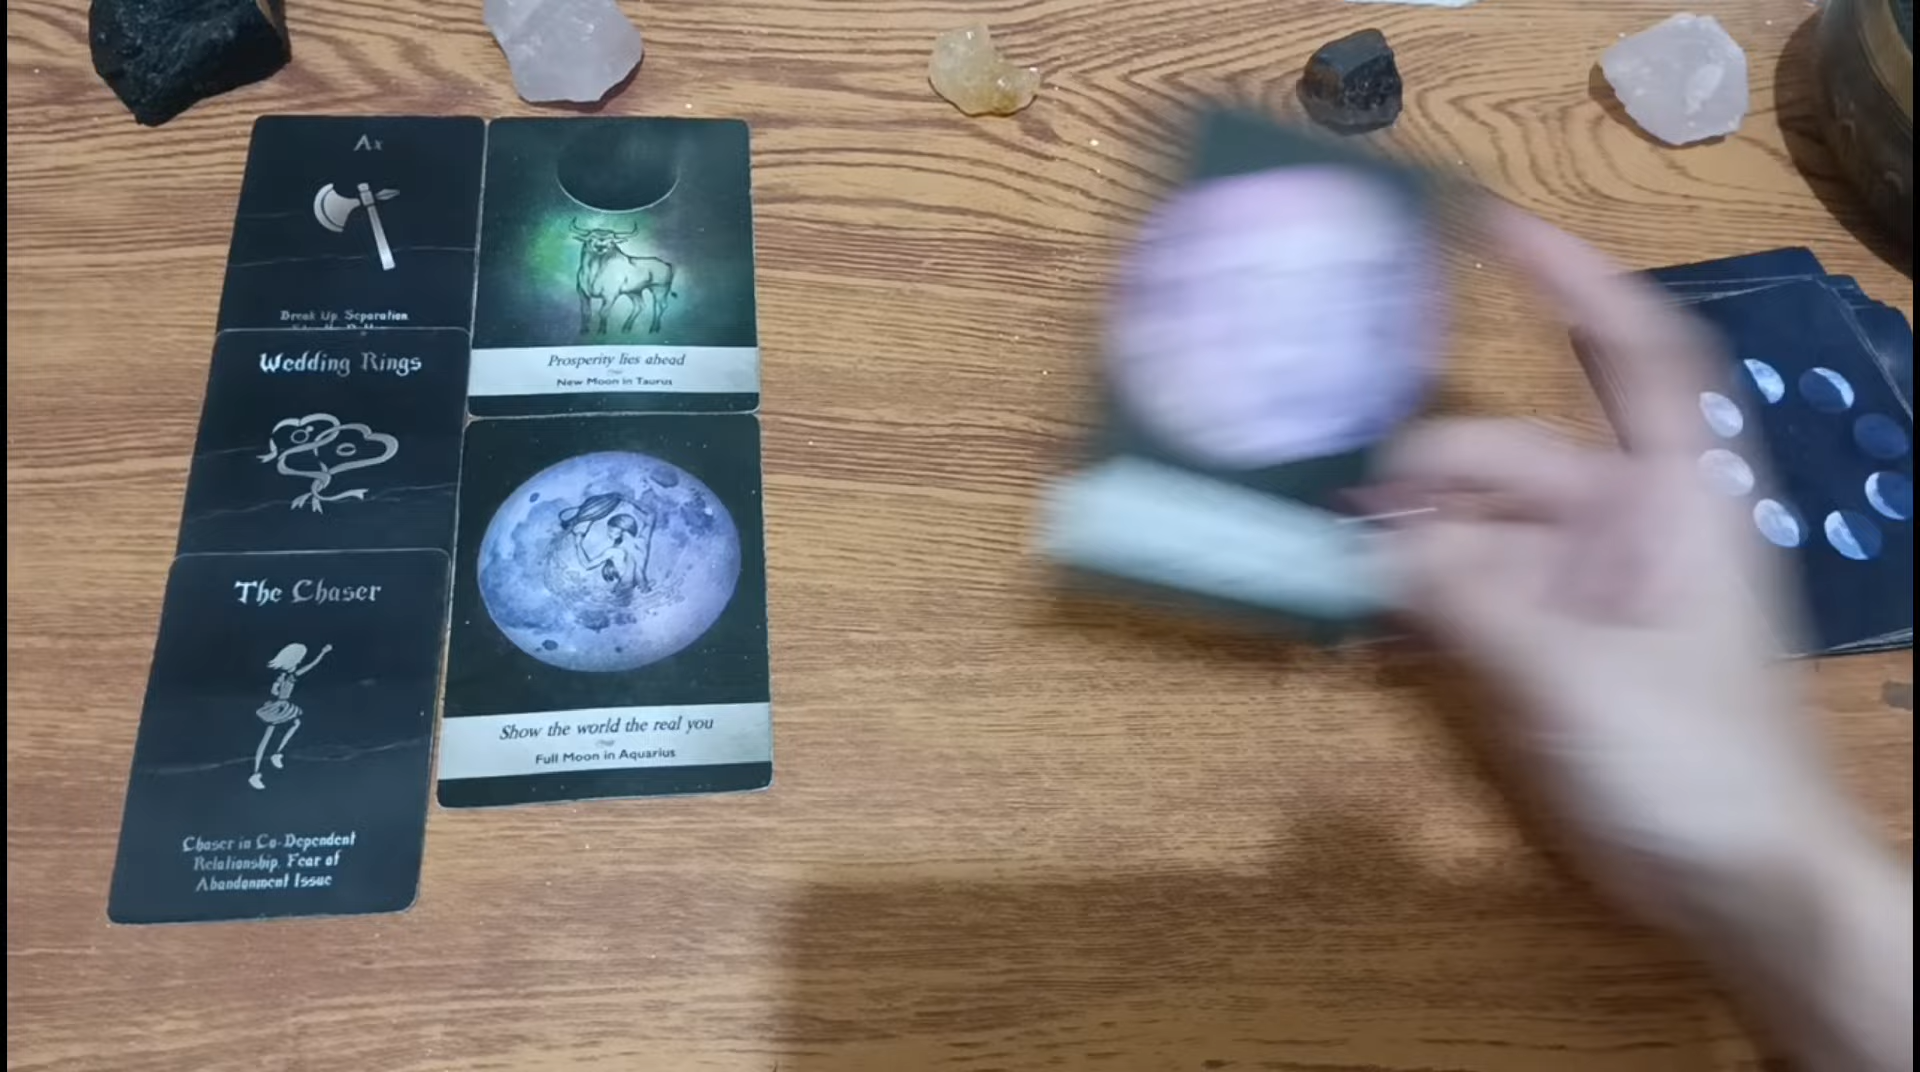 Ax
Break Up. Separation.
Wedding Rings
The Chaser
Chaser in Co-Dependent
Relationship. Fear of
Abandonment Issue
Prosperity lies ahead
New Moon in Taurus
Show the world the real you
Full Moon in Aquarius